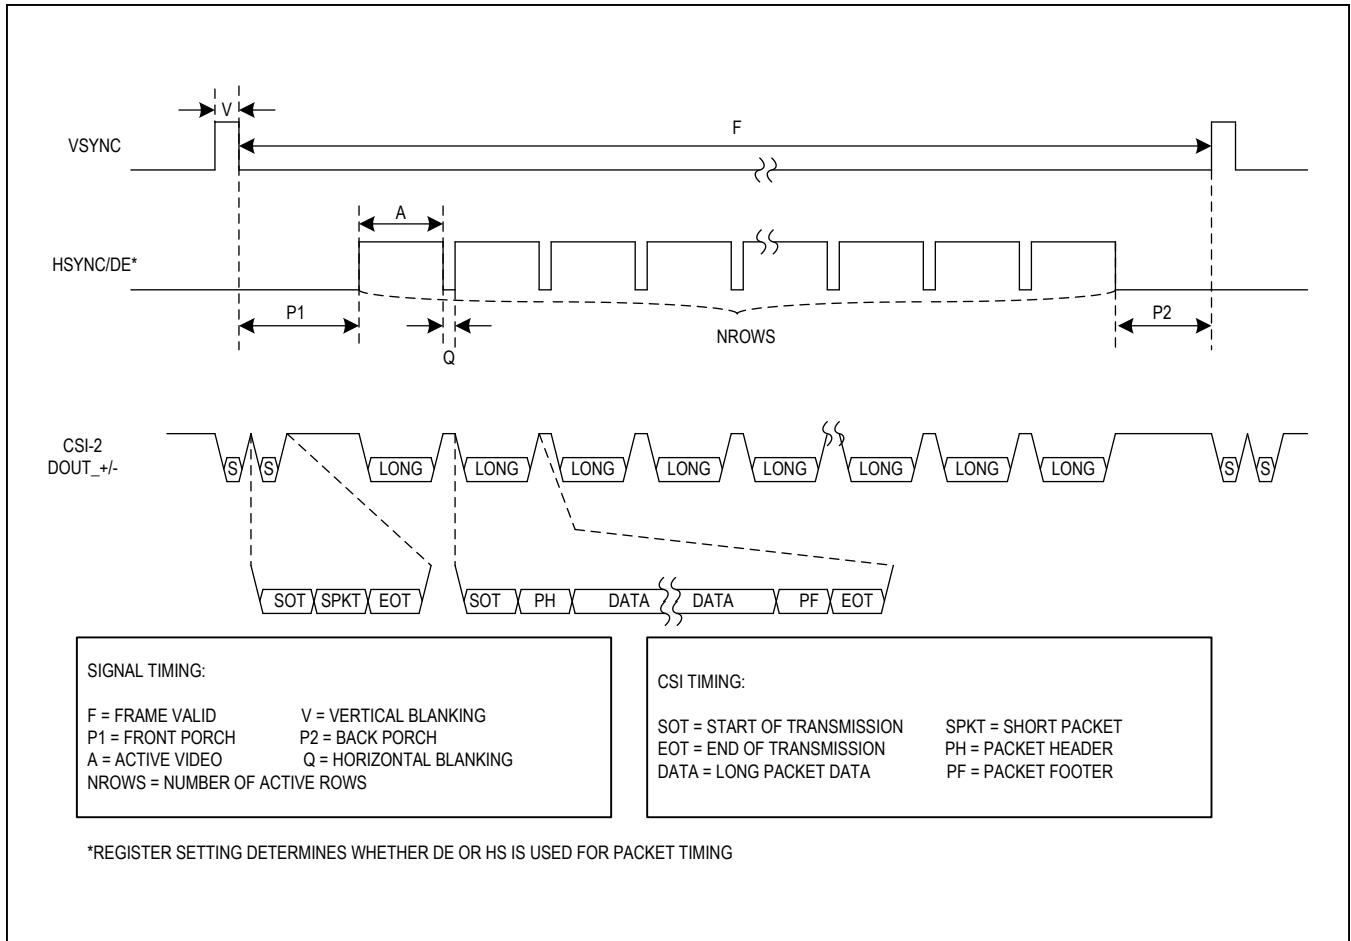 V
F
VSYNC
A
HSYNC/DE*
P1
P2
NROWS
Q
CSI-2
DOUT_+/-
S S LONG LONG LONG LONG LONG LONG LONG LONG S S
SOT SPKT EOT SOT PH DATA DATA PF EOT
SIGNAL TIMING:
F = FRAME VALID V = VERTICAL BLANKING
P1 = FRONT PORCH P2 = BACK PORCH
A = ACTIVE VIDEO Q = HORIZONTAL BLANKING
NROWS = NUMBER OF ACTIVE ROWS
CSI TIMING:
SOT = START OF TRANSMISSION SPKT = SHORT PACKET
EOT = END OF TRANSMISSION PH = PACKET HEADER
DATA = LONG PACKET DATA PF = PACKET FOOTER
*REGISTER SETTING DETERMINES WHETHER DE OR HS IS USED FOR PACKET TIMING